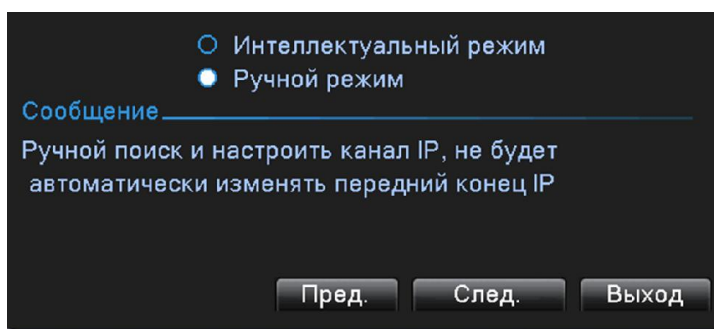 Интеллектуальный режим
Ручной режим
Сообщение
Ручной поиск и настроить канал IP, не будет
автоматически изменять передний конец IP
Пред. След. Выход